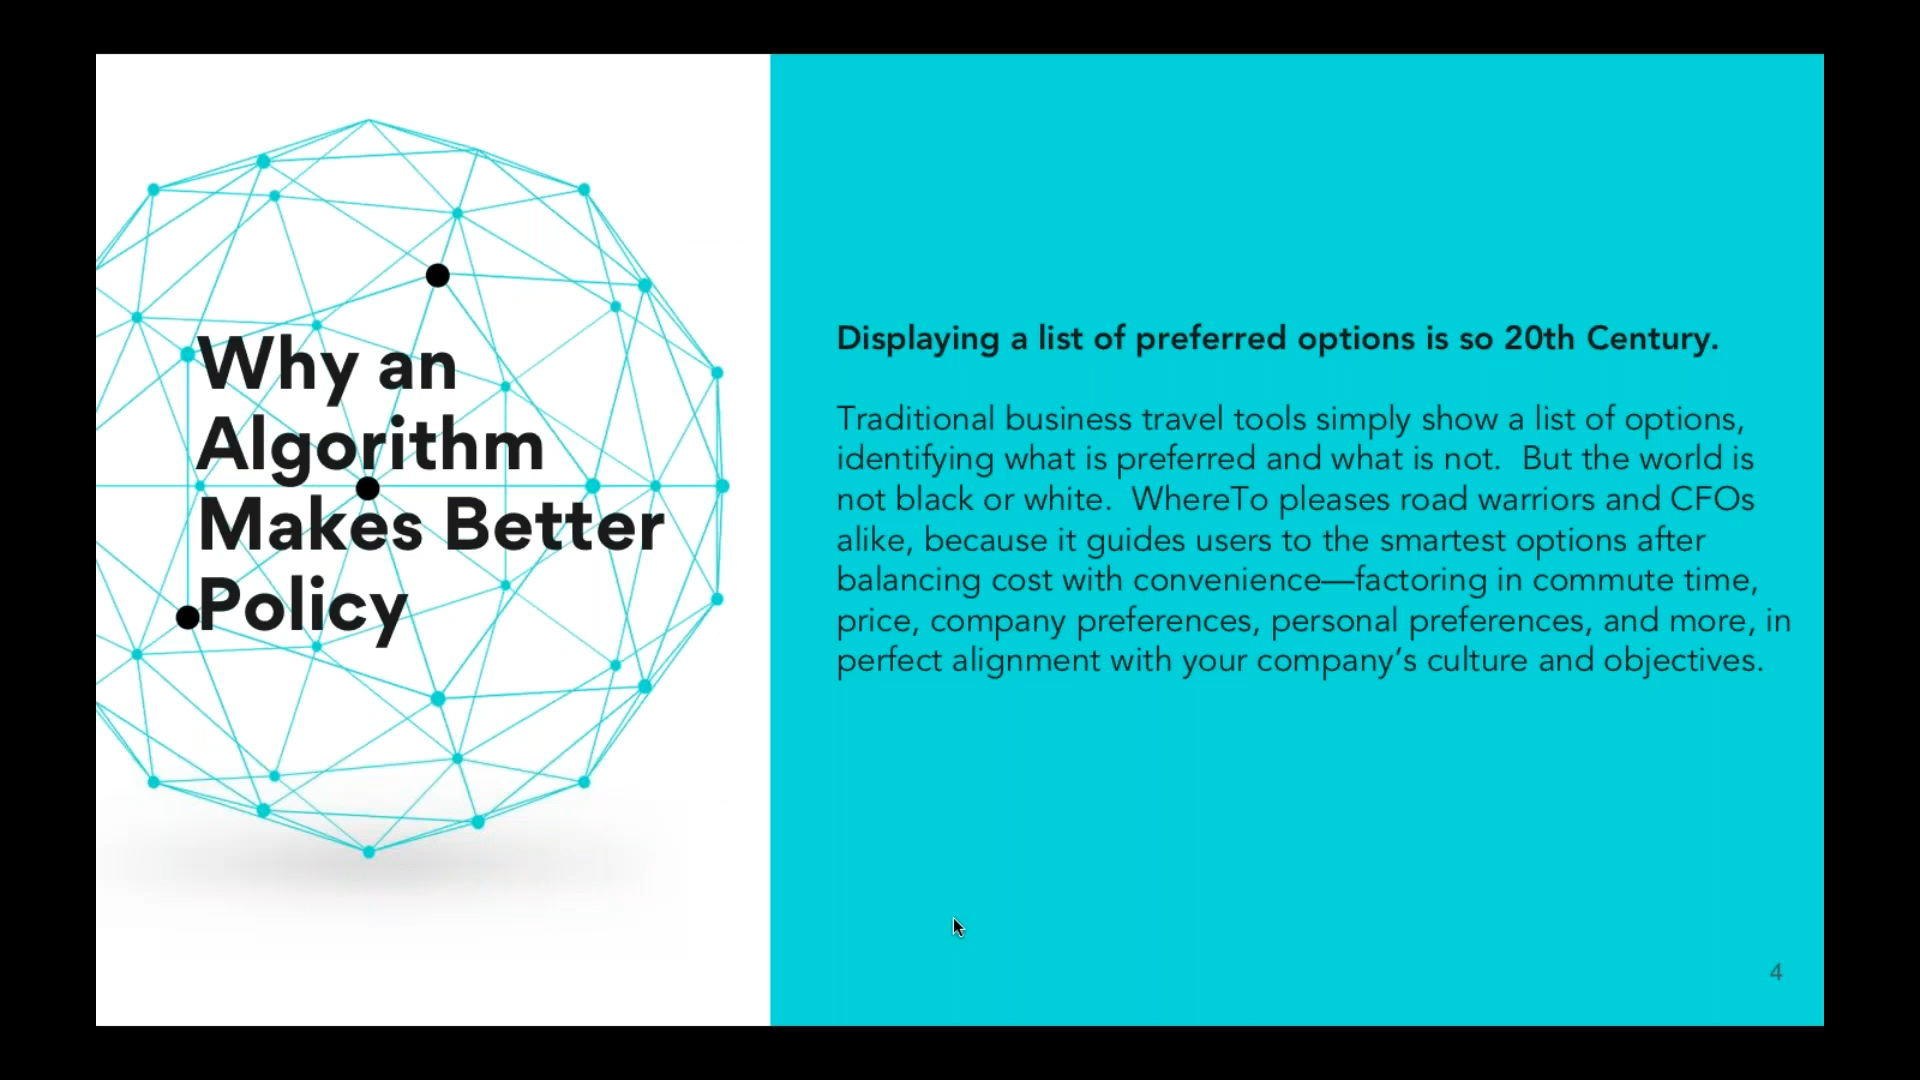 Why an
Algorithm
Makes Better
Policy
Displaying a list of preferred options is so 20th Century.
Traditional business travel tools simply show a list of options,
identifying what is preferred and what is not.  But the world is
not black or white.  WhereTo pleases road warriors and CFOs
alike, because it guides users to the smartest options after
balancing cost with convenience—factoring in commute time,
price, company preferences, personal preferences, and more, in
perfect alignment with your company’s culture and objectives.
4